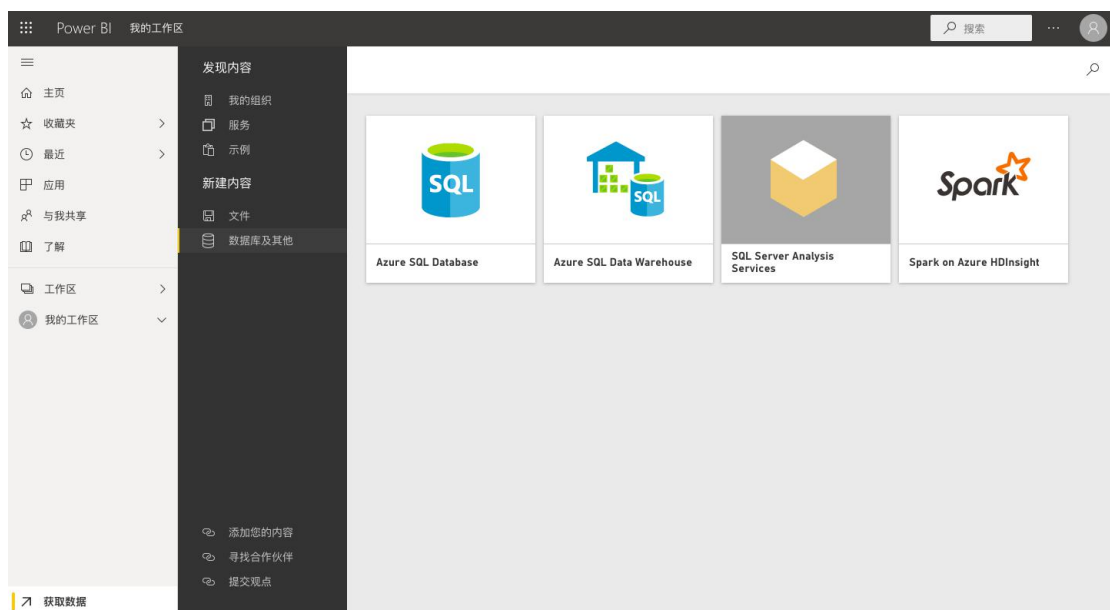 Power BI 我的工作区
搜索
主页
收藏夹
最近
应用
与我共享
了解
工作区
我的工作区
获取数据
发现内容
我的组织
服务
示例
新建内容
文件
数据库及其他
添加您的内容
寻找合作伙伴
提交观点
SQL
Azure SQL Database
SQL
Azure SQL Data Warehouse
SQL Server Analysis
Services
Spark
Spark on Azure HDInsight